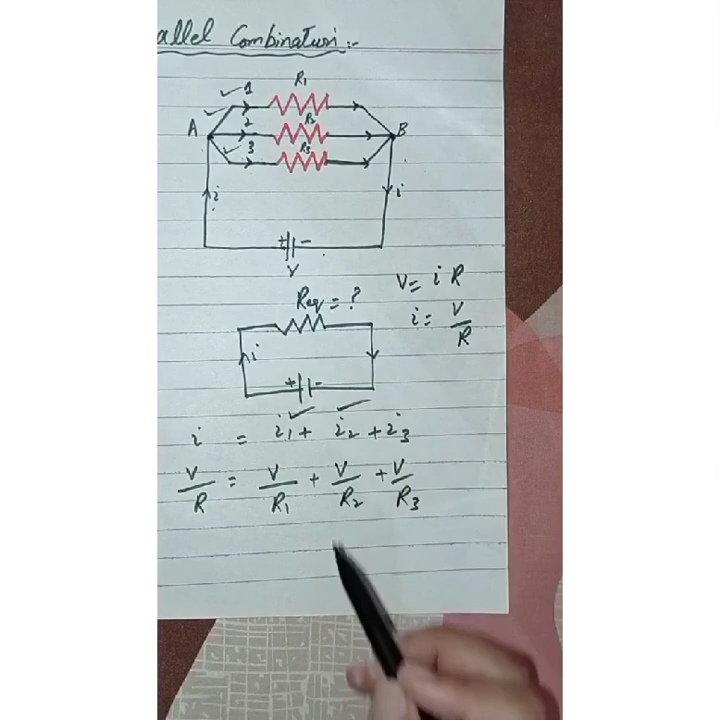 allel Combination:-
R1
1
R2
A 2 B
R3
3
i i
+ -
V
V= i R
Req = ?
i = V/R
i
+ -
i = i1 + i2 + i3
V/R = V/R1 + V/R2 + V/R3